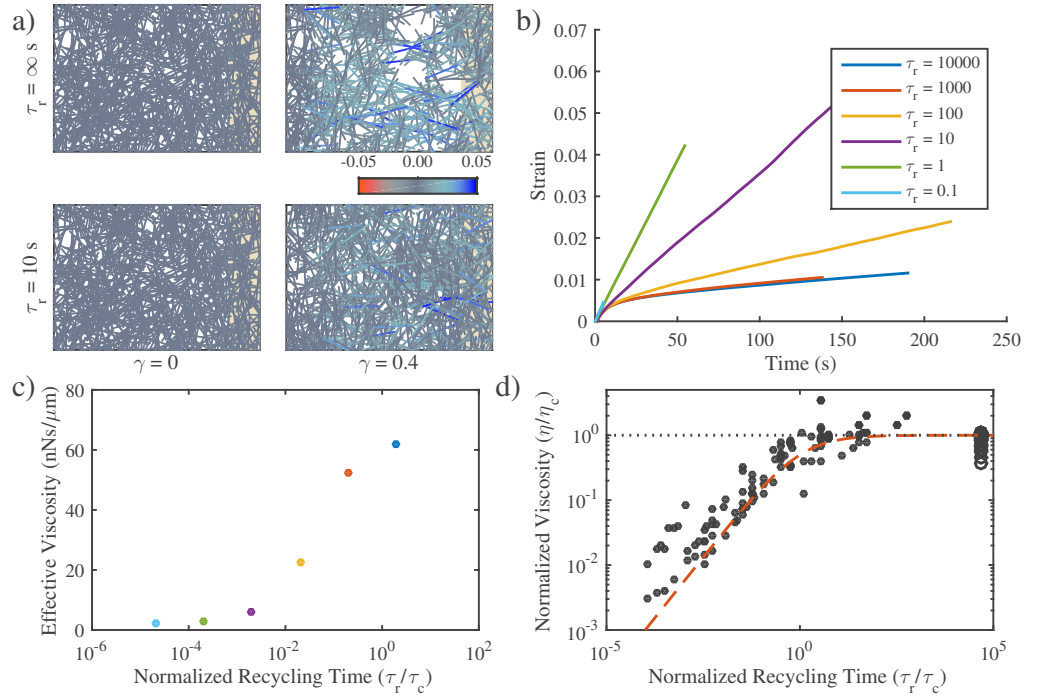 a)
τr = ∞ s
-0.05 0.00 0.05
τr = 10 s
γ = 0
γ = 0.4
b)
Strain
0.07
0.06
0.05
0.04
0.03
0.02
0.01
0
0 50 100 150 200 250
Time (s)
τr = 10000
τr = 1000
τr = 100
τr = 10
τr = 1
τr = 0.1
c)
Effective Viscosity (nNs/μm)
80
60
40
20
0
10^-6 10^-4 10^-2 10^0 10^2
Normalized Recycling Time (τr/τc)
d)
Normalized Viscosity (η/ηc)
10^0
10^-1
10^-2
10^-3
10^-5 10^0 10^5
Normalized Recycling Time (τr/τc)